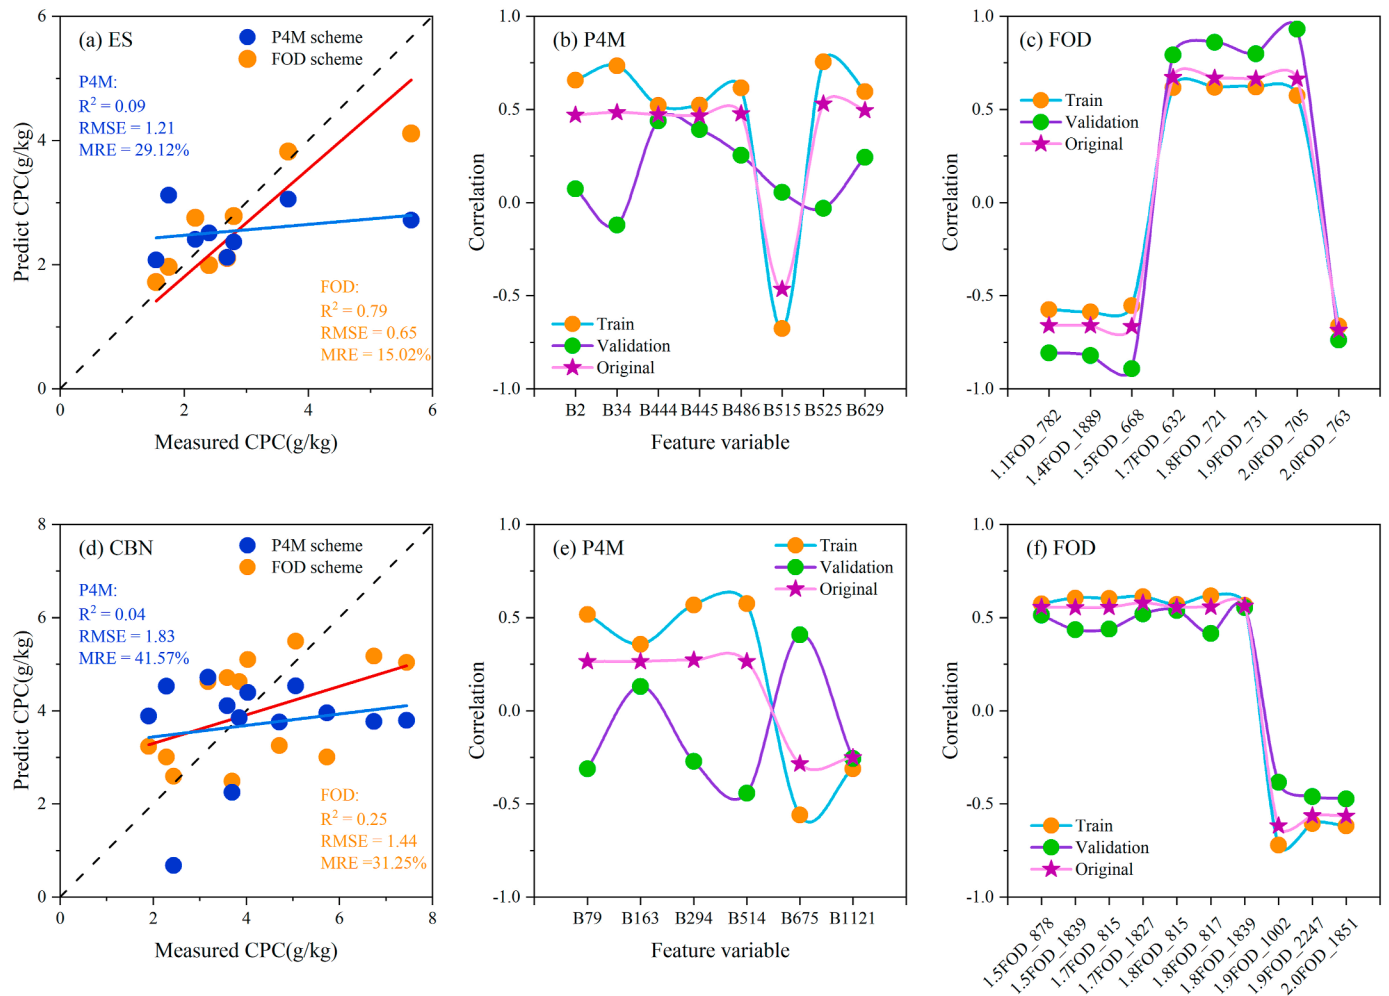 (a) ES
P4M scheme
FOD scheme
P4M:
R² = 0.09
RMSE = 1.21
MRE = 29.12%
FOD:
R² = 0.79
RMSE = 0.65
MRE = 15.02%
6
4
2
0
0 2 4 6
Predict CPC(g/kg)
Measured CPC(g/kg)
(b) P4M
Train
Validation
Original
1.0
0.5
0.0
-0.5
-1.0
B2 B34 B444 B445 B486 B515 B525 B629
Correlation
Feature variable
(c) FOD
Train
Validation
Original
1.0
0.5
0.0
-0.5
-1.0
Correlation
1.1FOD_782
1.4FOD_1889
1.5FOD_668
1.7FOD_632
1.8FOD_721
1.9FOD_731
2.0FOD_705
2.0FOD_763
(d) CBN
P4M scheme
FOD scheme
P4M:
R² = 0.04
RMSE = 1.83
MRE = 41.57%
FOD:
R² = 0.25
RMSE = 1.44
MRE =31.25%
8
6
4
2
0
0 2 4 6 8
Predict CPC(g/kg)
Measured CPC(g/kg)
(e) P4M
Train
Validation
Original
1.0
0.5
0.0
-0.5
-1.0
B79 B163 B294 B514 B675 B1121
Correlation
Feature variable
(f) FOD
Train
Validation
Original
1.0
0.5
0.0
-0.5
-1.0
Correlation
1.5FOD_878
1.5FOD_1839
1.7FOD_815
1.7FOD_1827
1.8FOD_815
1.8FOD_817
1.8FOD_1839
1.9FOD_1002
1.9FOD_2247
2.0FOD_1851